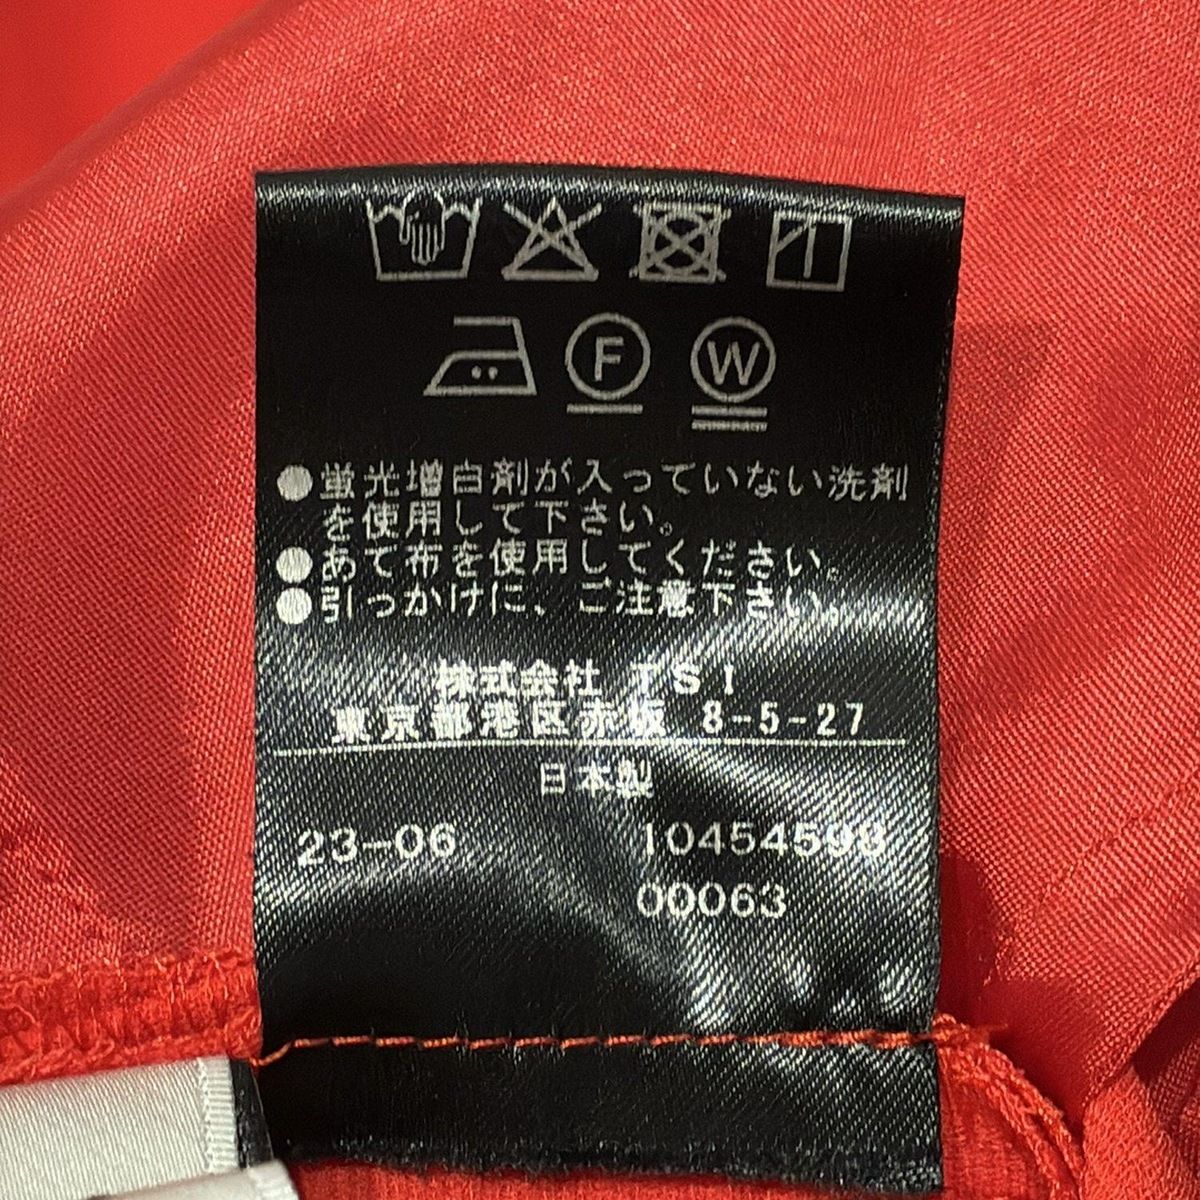 F W
●蛍光増白剤が入っていない洗剤
を使用して下さい。
●あて布を使用してください。
●引っかけに、ご注意下さい。
株式会社 TSI
東京都港区赤坂 8-5-27
日本製
23-06 10454598
00063